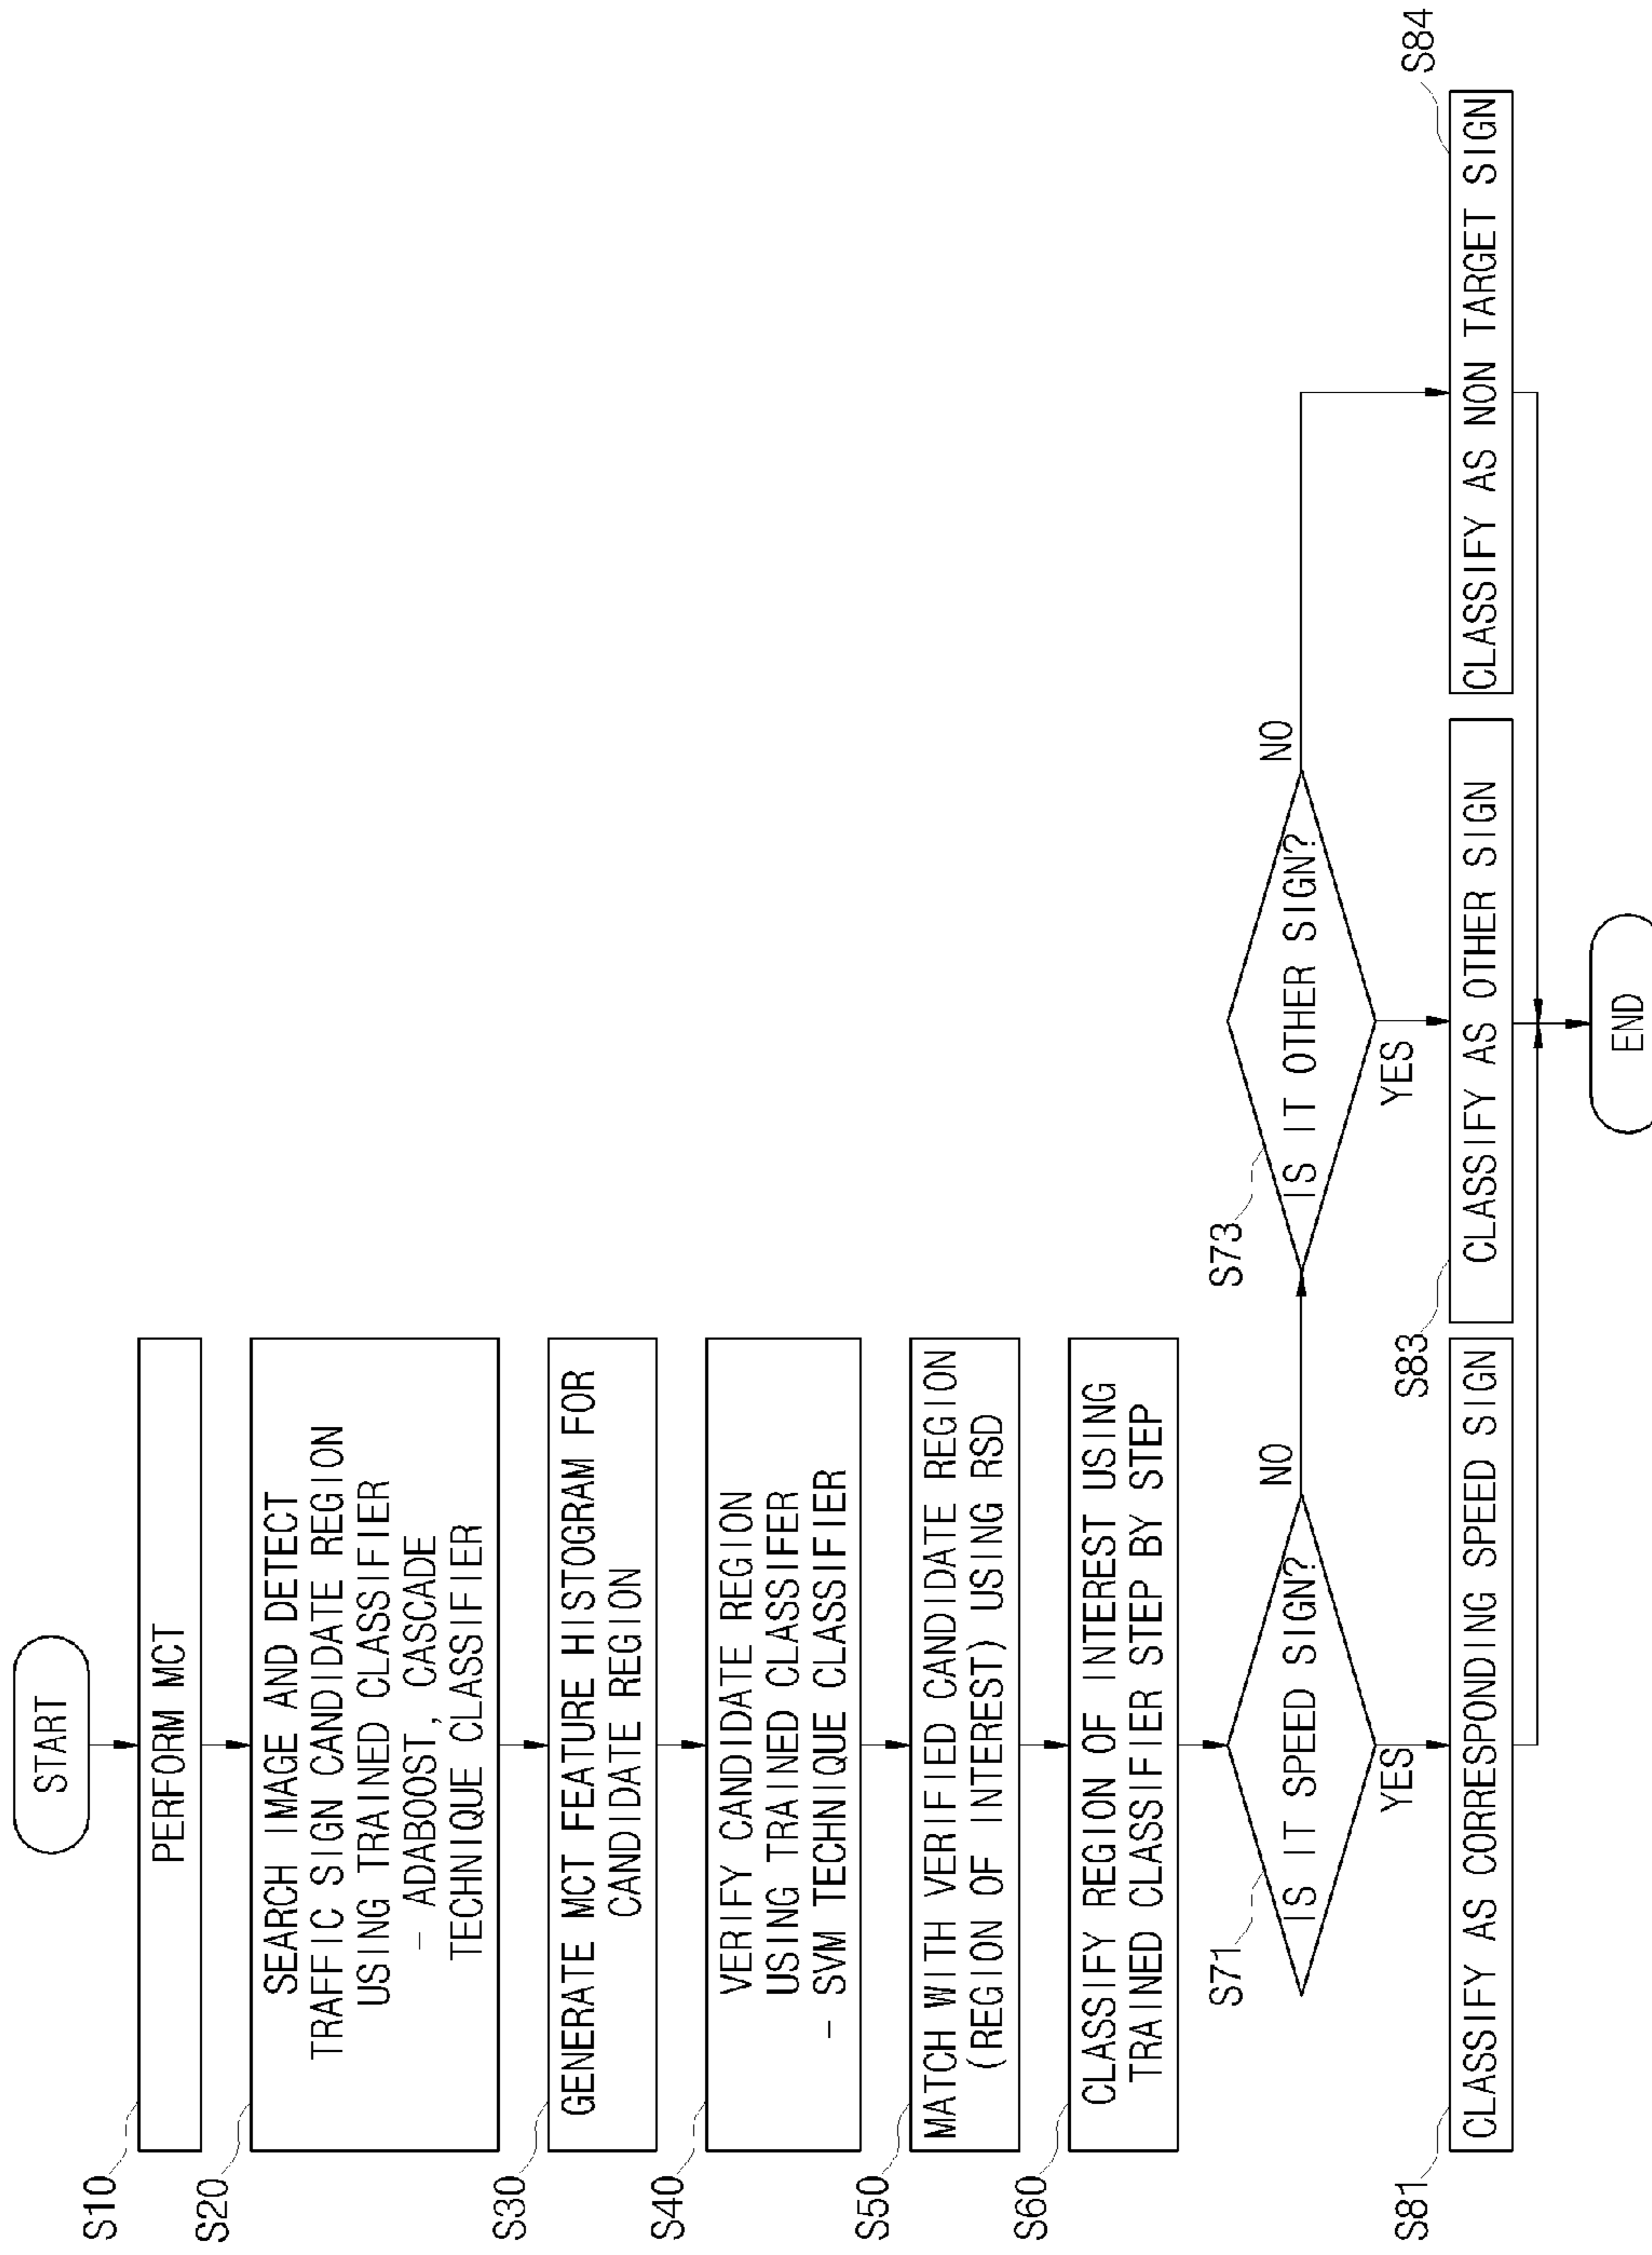 START
S10
PERFORM MCT
S20
SEARCH IMAGE AND DETECT
TRAFFIC SIGN CANDIDATE REGION
USING TRAINED CLASSIFIER
- ADABOOST, CASCADE
TECHNIQUE CLASSIFIER
S30
GENERATE MCT FEATURE HISTOGRAM FOR
CANDIDATE REGION
S40
VERIFY CANDIDATE REGION
USING TRAINED CLASSIFER
- SVM TECHNIQUE CLASSIFIER
S50
MATCH WITH VERIFIED CANDIDATE REGION
(REGION OF INTEREST) USING RSD
S60
CLASSIFY REGION OF INTEREST USING
TRAINED CLASSIFIER STEP BY STEP
S71
IS IT SPEED SIGN?
NO
YES
S73
IS IT OTHER SIGN?
NO
YES
S81
CLASSIFY AS CORRESPONDING SPEED SIGN
S83
CLASSIFY AS OTHER SIGN
S84
CLASSIFY AS NON TARGET SIGN
END